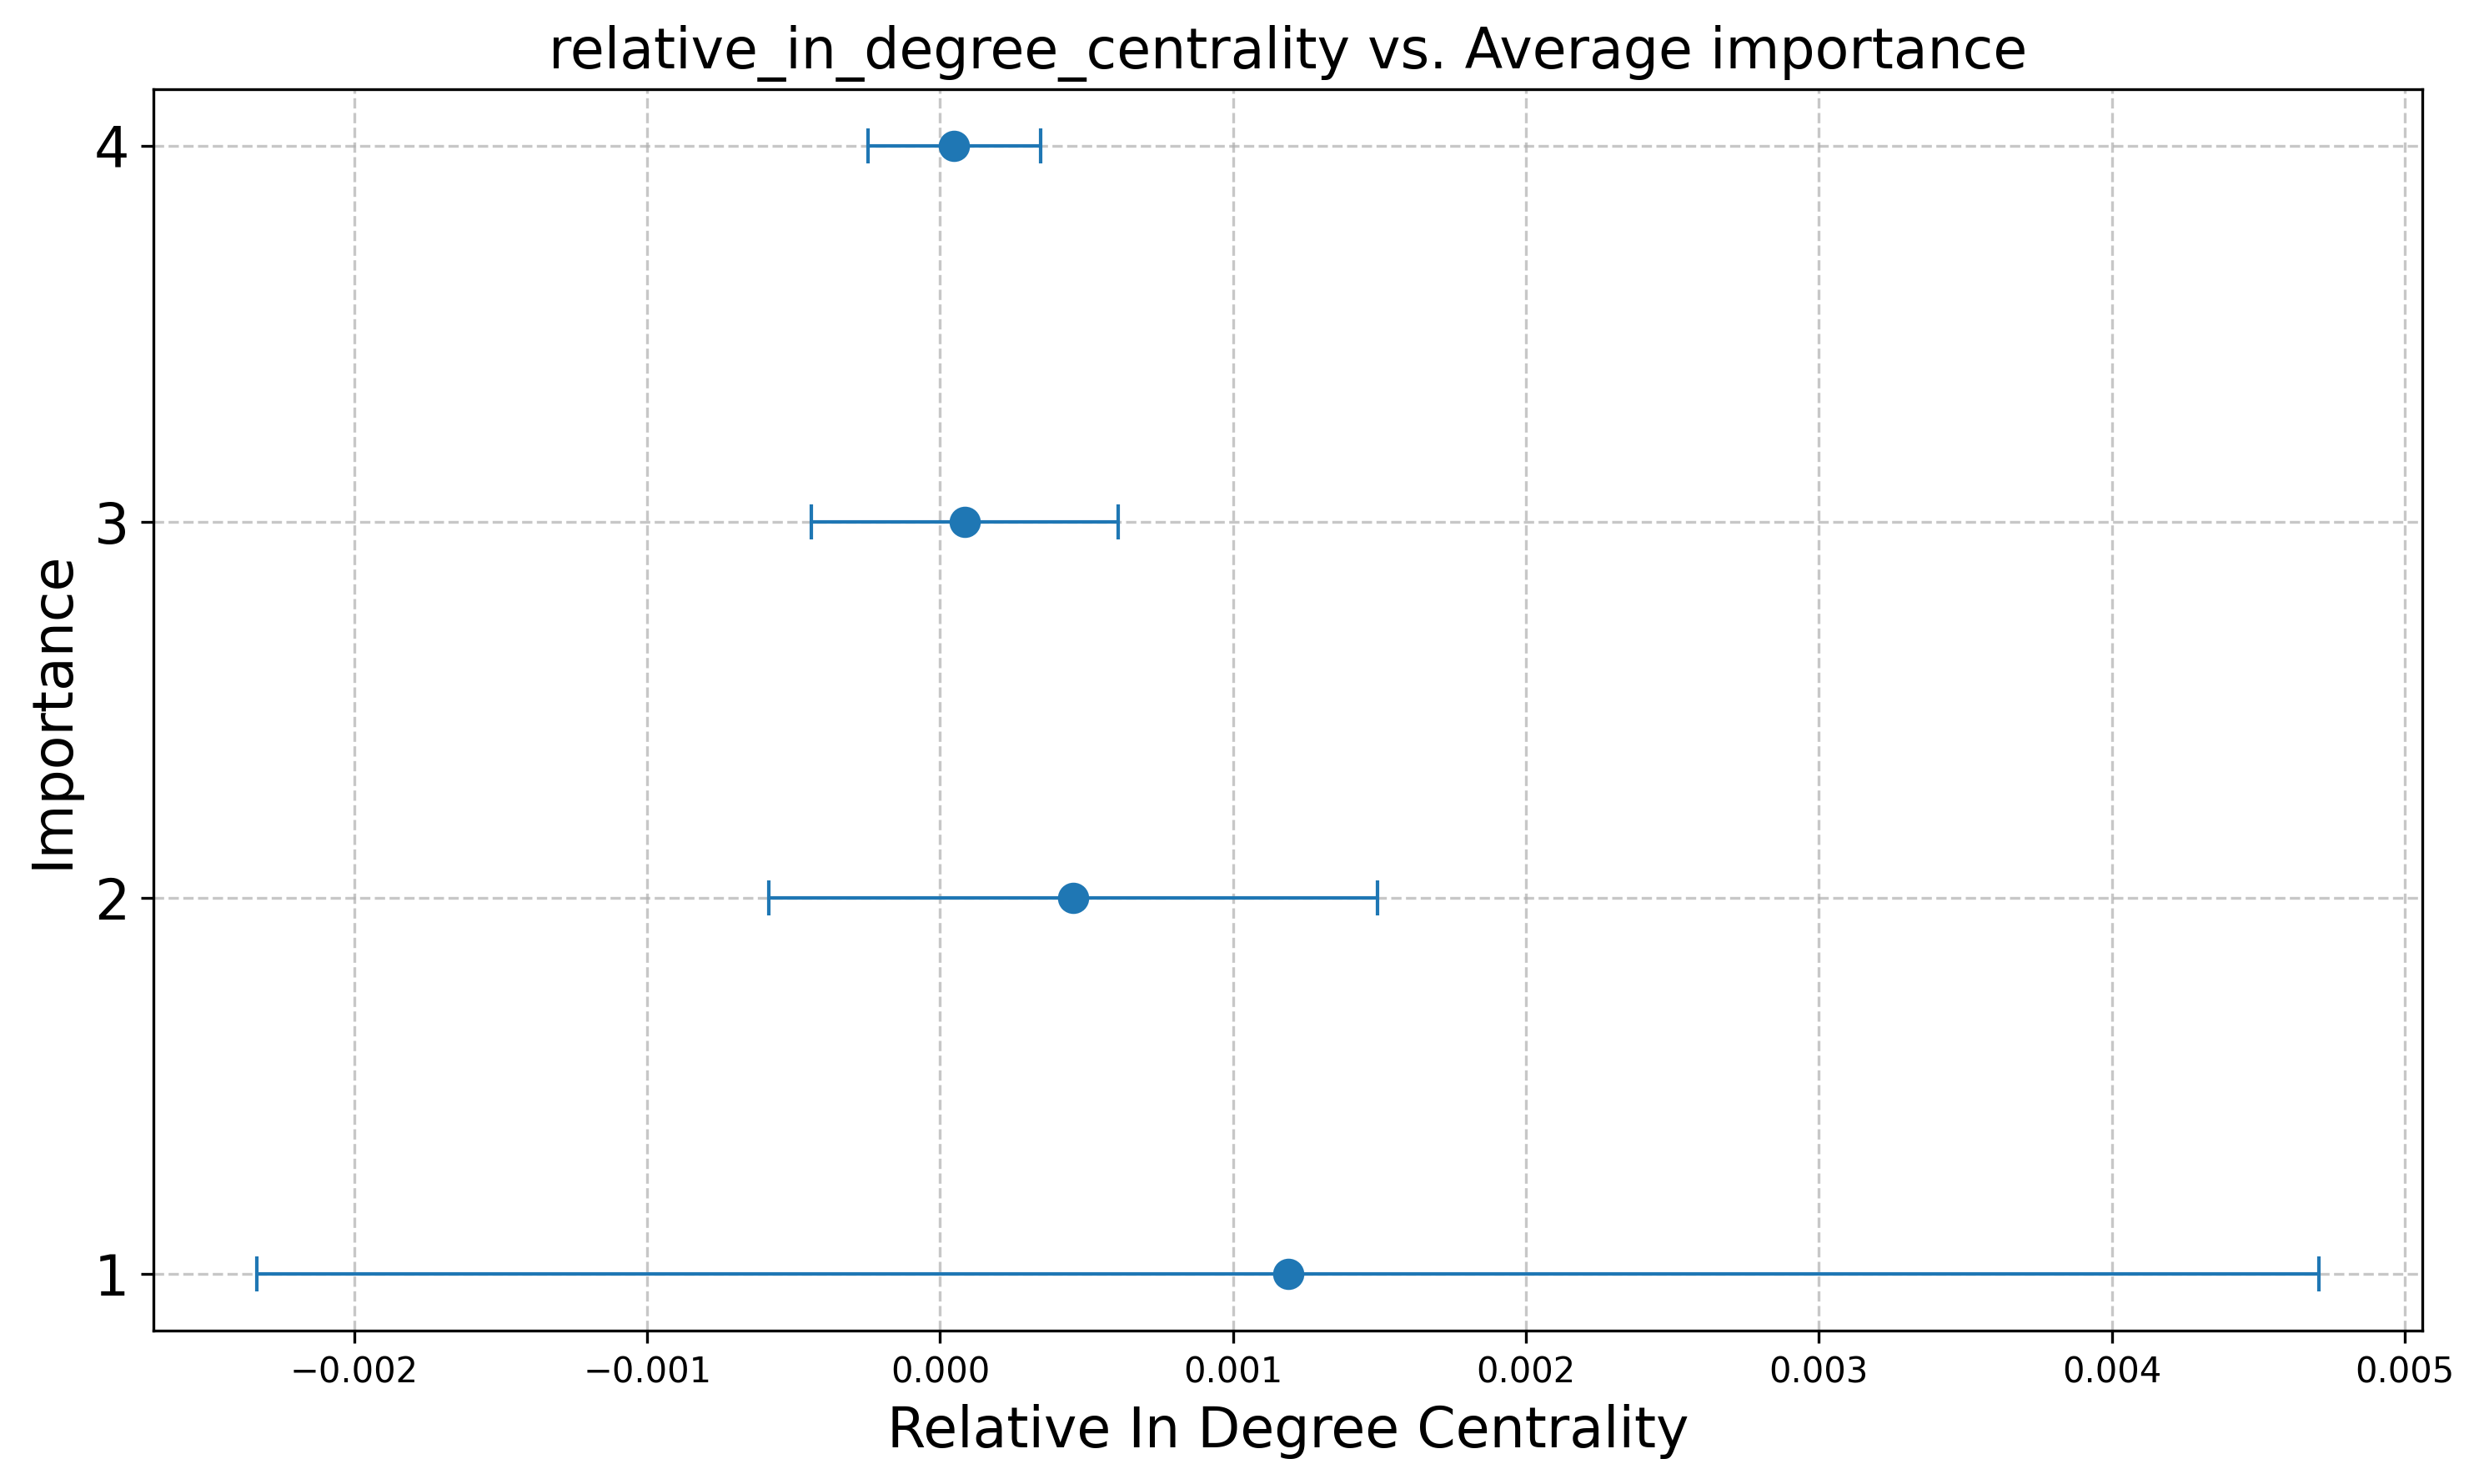 relative_in_degree_centrality vs. Average importance
4
3
2
1
Importance
−0.002 −0.001 0.000 0.001 0.002 0.003 0.004 0.005
Relative In Degree Centrality